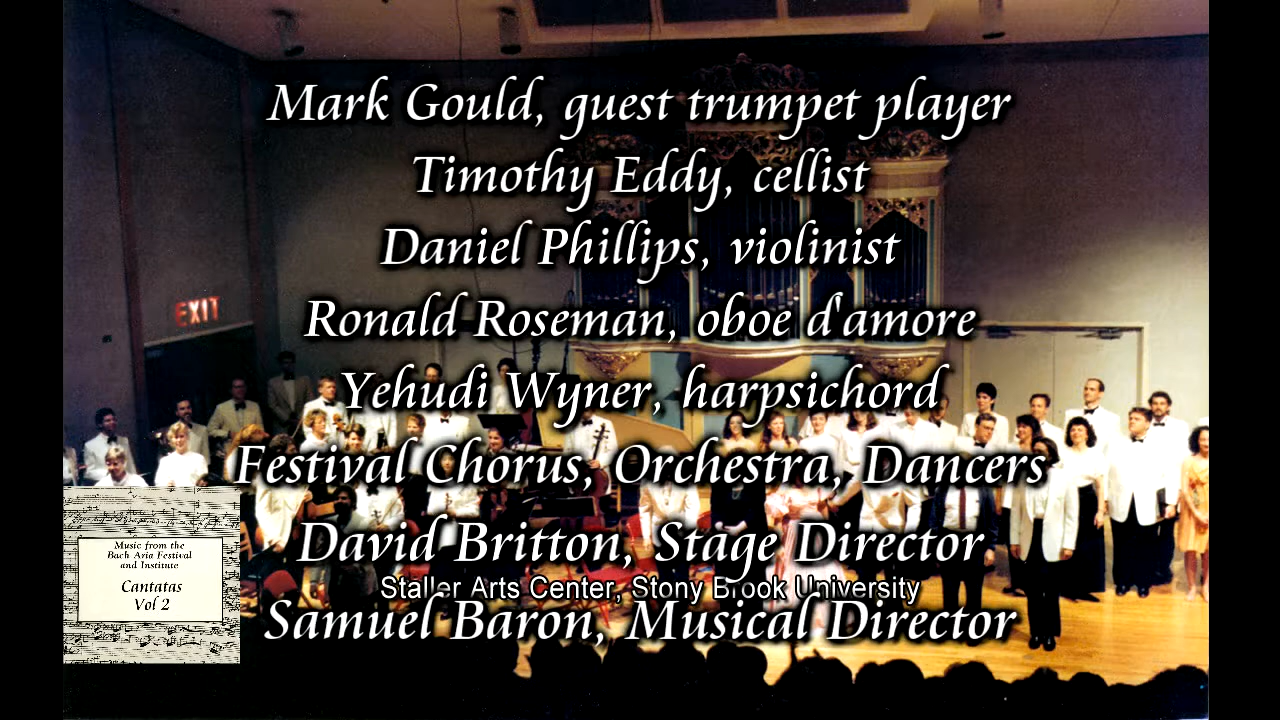 Mark Gould, guest trumpet player
Timothy Eddy, cellist
Daniel Phillips, violinist
Ronald Roseman, oboe d'amore
EXIT
Yehudi Wyner, harpsichord
Festival Chorus, Orchestra, Dancers
David Britton, Stage Director
Staller Arts Center, Stony Brook University
Samuel Baron, Musical Director
Music from the
Bach Aria Festival
and Institute
Cantatas
Vol 2